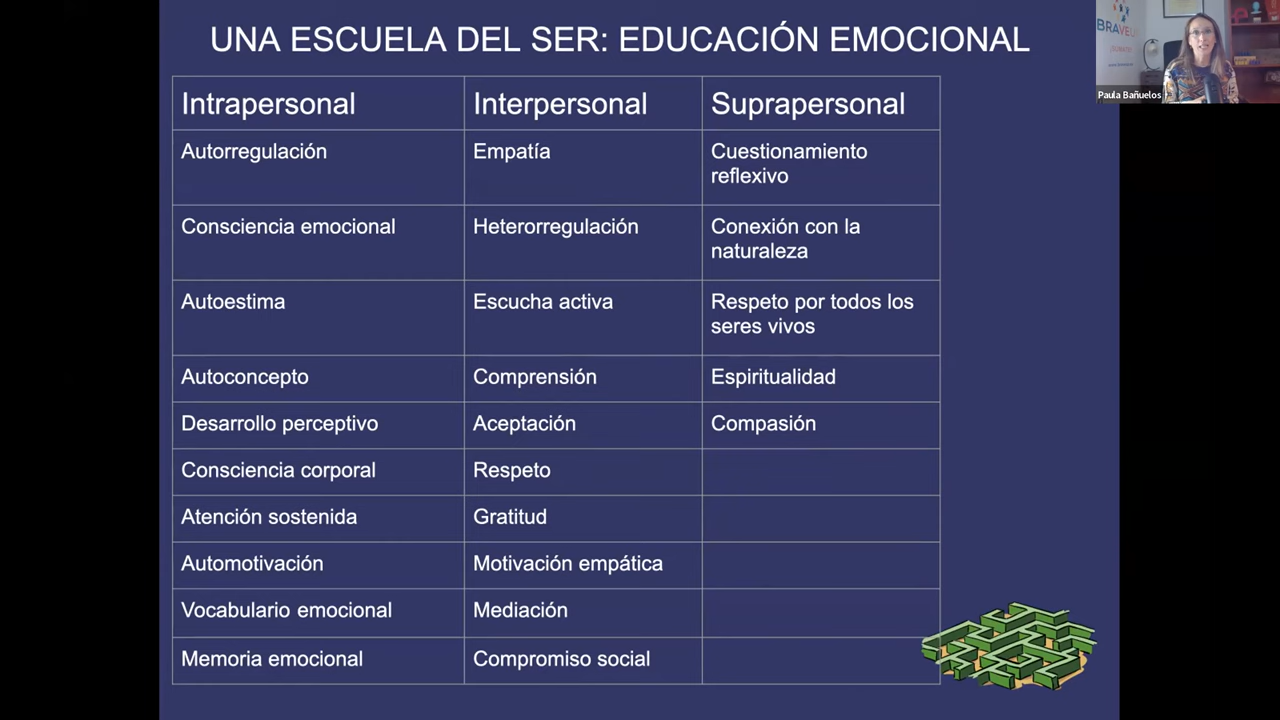 UNA ESCUELA DEL SER: EDUCACIÓN EMOCIONAL
Intrapersonal Interpersonal Suprapersonal
Autorregulación Empatía Cuestionamiento
reflexivo
Consciencia emocional Heterorregulación Conexión con la
naturaleza
Autoestima Escucha activa Respeto por todos los
seres vivos
Autoconcepto Comprensión Espiritualidad
Desarrollo perceptivo Aceptación Compasión
Consciencia corporal Respeto
Atención sostenida Gratitud
Automotivación Motivación empática
Vocabulario emocional Mediación
Memoria emocional Compromiso social
Paula Bañuelos